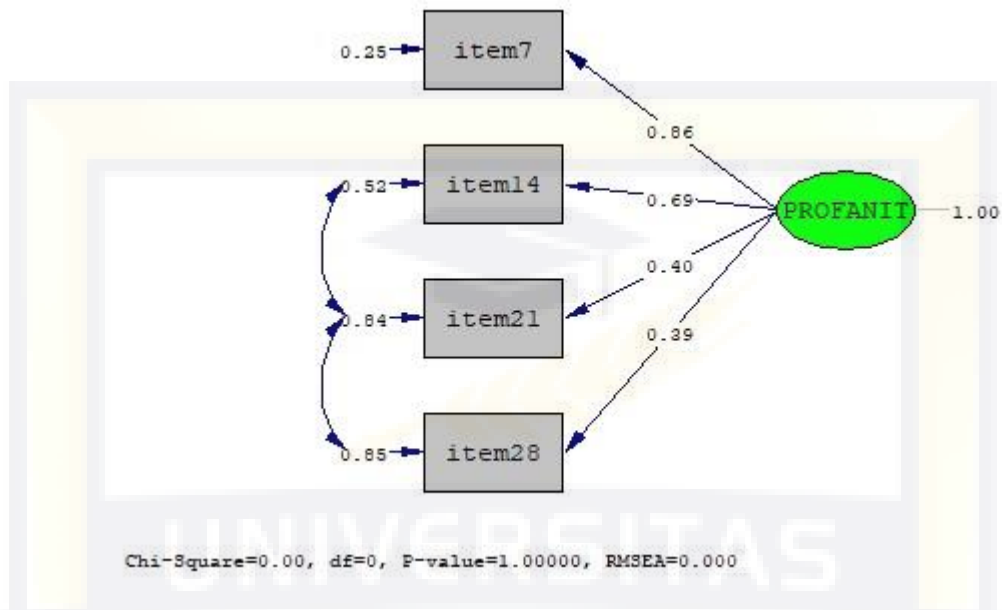 0.25 item7
0.86
0.52 item14
0.69
PROFANIT 1.00
0.40
0.84 item21
0.39
0.85 item28
UNIVERSITAS
Chi-Square=0.00, df=0, P-value=1.00000, RMSEA=0.000